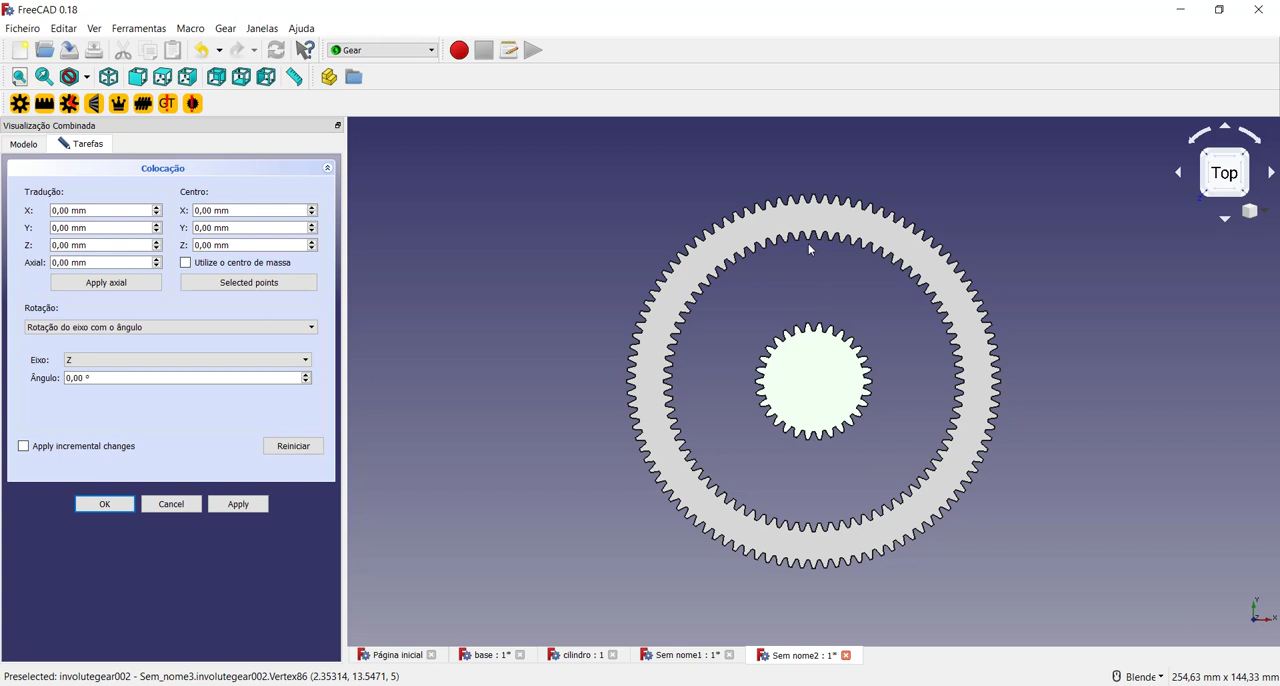 FreeCAD 0.18
Ficheiro Editar Ver Ferramentas Macro Gear Janelas Ajuda
Gear
GT
Visualização Combinada
Modelo Tarefas
Colocação
Tradução: Centro:
X: 0,00 mm X: 0,00 mm
Y: 0,00 mm Y: 0,00 mm
Z: 0,00 mm Z: 0,00 mm
Axial: 0,00 mm Utilize o centro de massa
Apply axial Selected points
Rotação:
Rotação do eixo com o ângulo
Eixo: Z
Ângulo: 0,00 °
Apply incremental changes Reiniciar
OK Cancel Apply
Top
Z
Y
Z X
Página inicial base : 1* cilindro : 1 Sem nome1 : 1* Sem nome2 : 1*
Preselected: involutegear002 - Sem_nome3.involutegear002.Vertex86 (2.35314, 13.5471, 5) Blende 254,63 mm x 144,33 mm